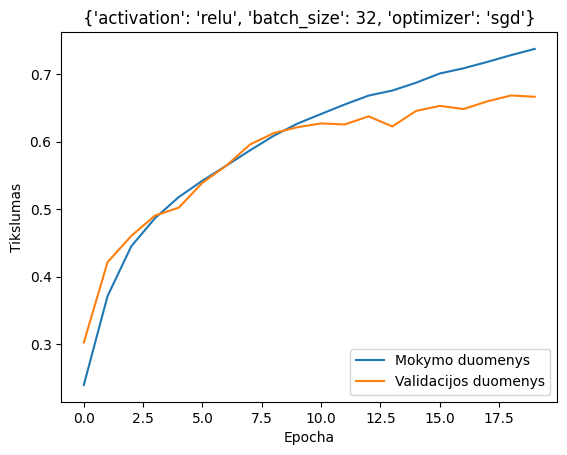 {'activation': 'relu', 'batch_size': 32, 'optimizer': 'sgd'}
Tikslumas
0.7
0.6
0.5
0.4
0.3
Mokymo duomenys
Validacijos duomenys
0.0 2.5 5.0 7.5 10.0 12.5 15.0 17.5
Epocha